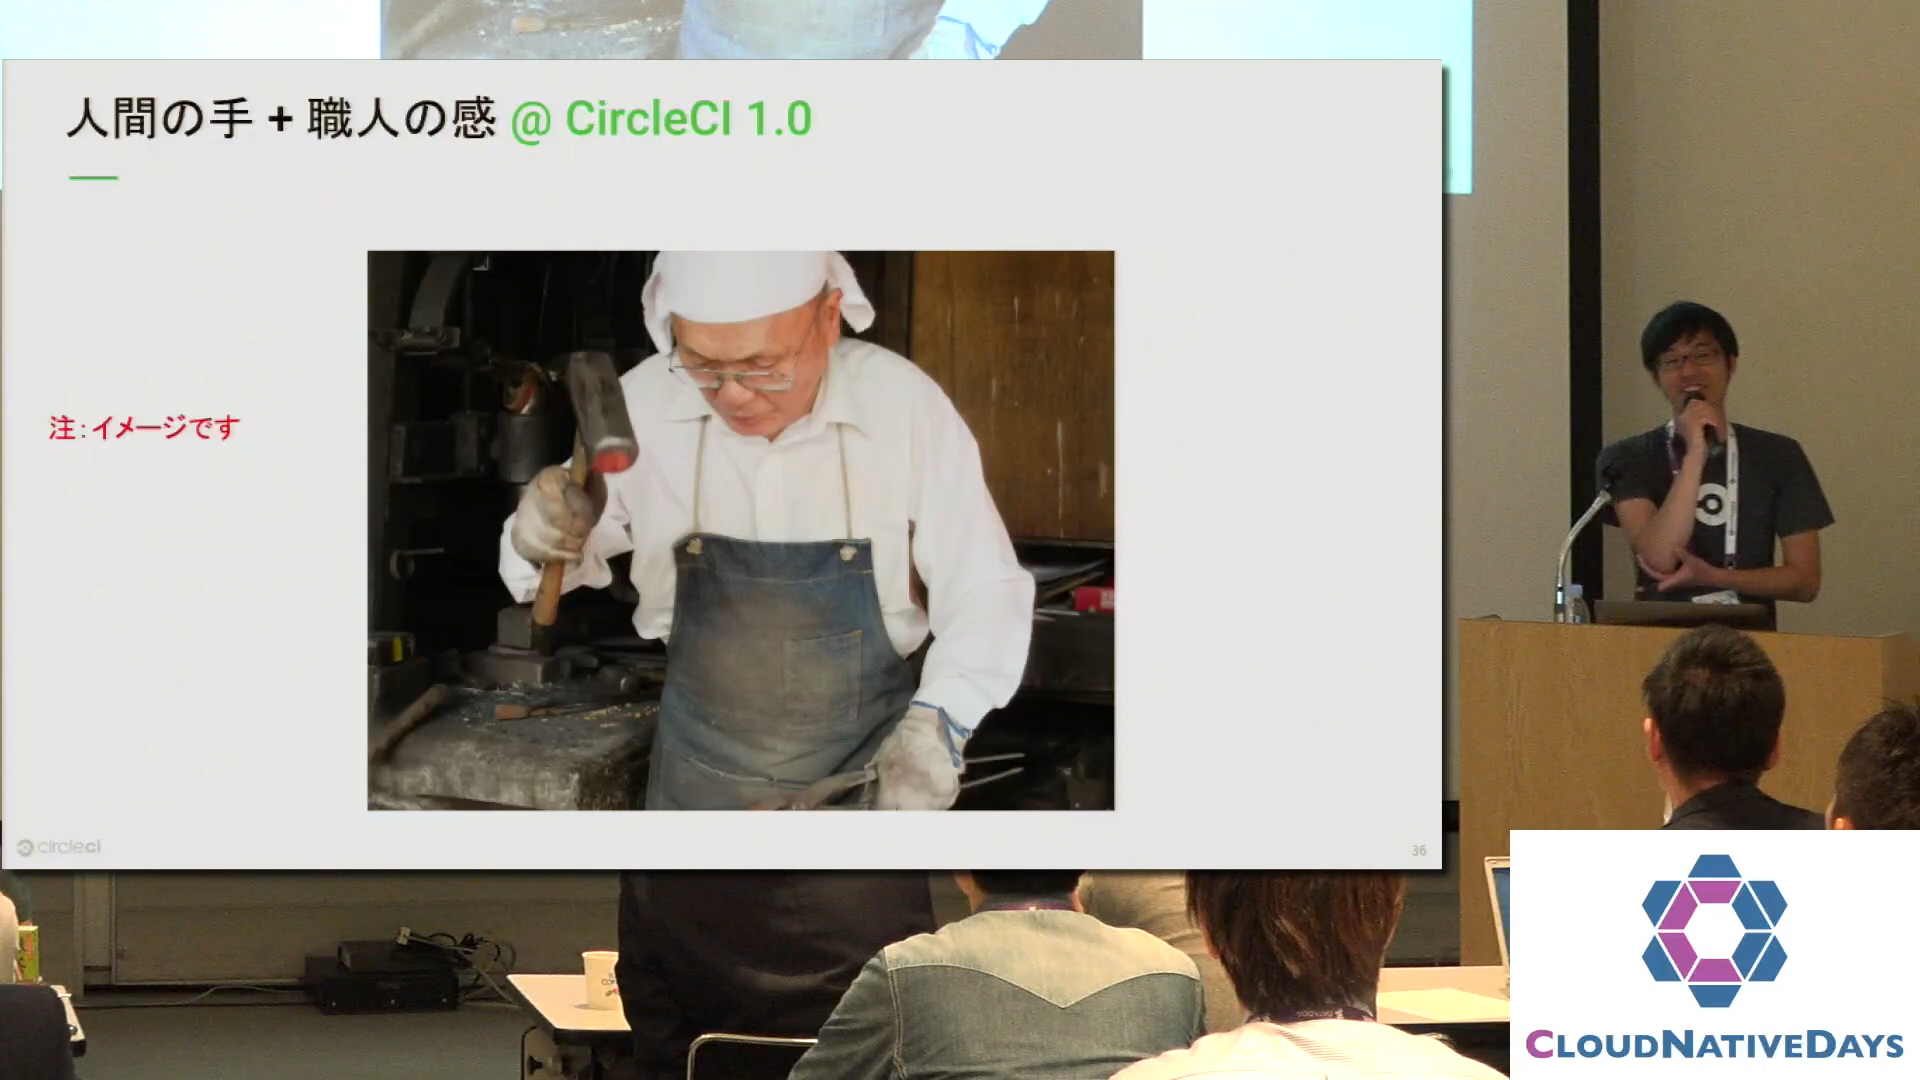 人間の手 + 職人の感 @ CircleCI 1.0
注：イメージです
circleci
36
CLOUDNATIVEDAYS